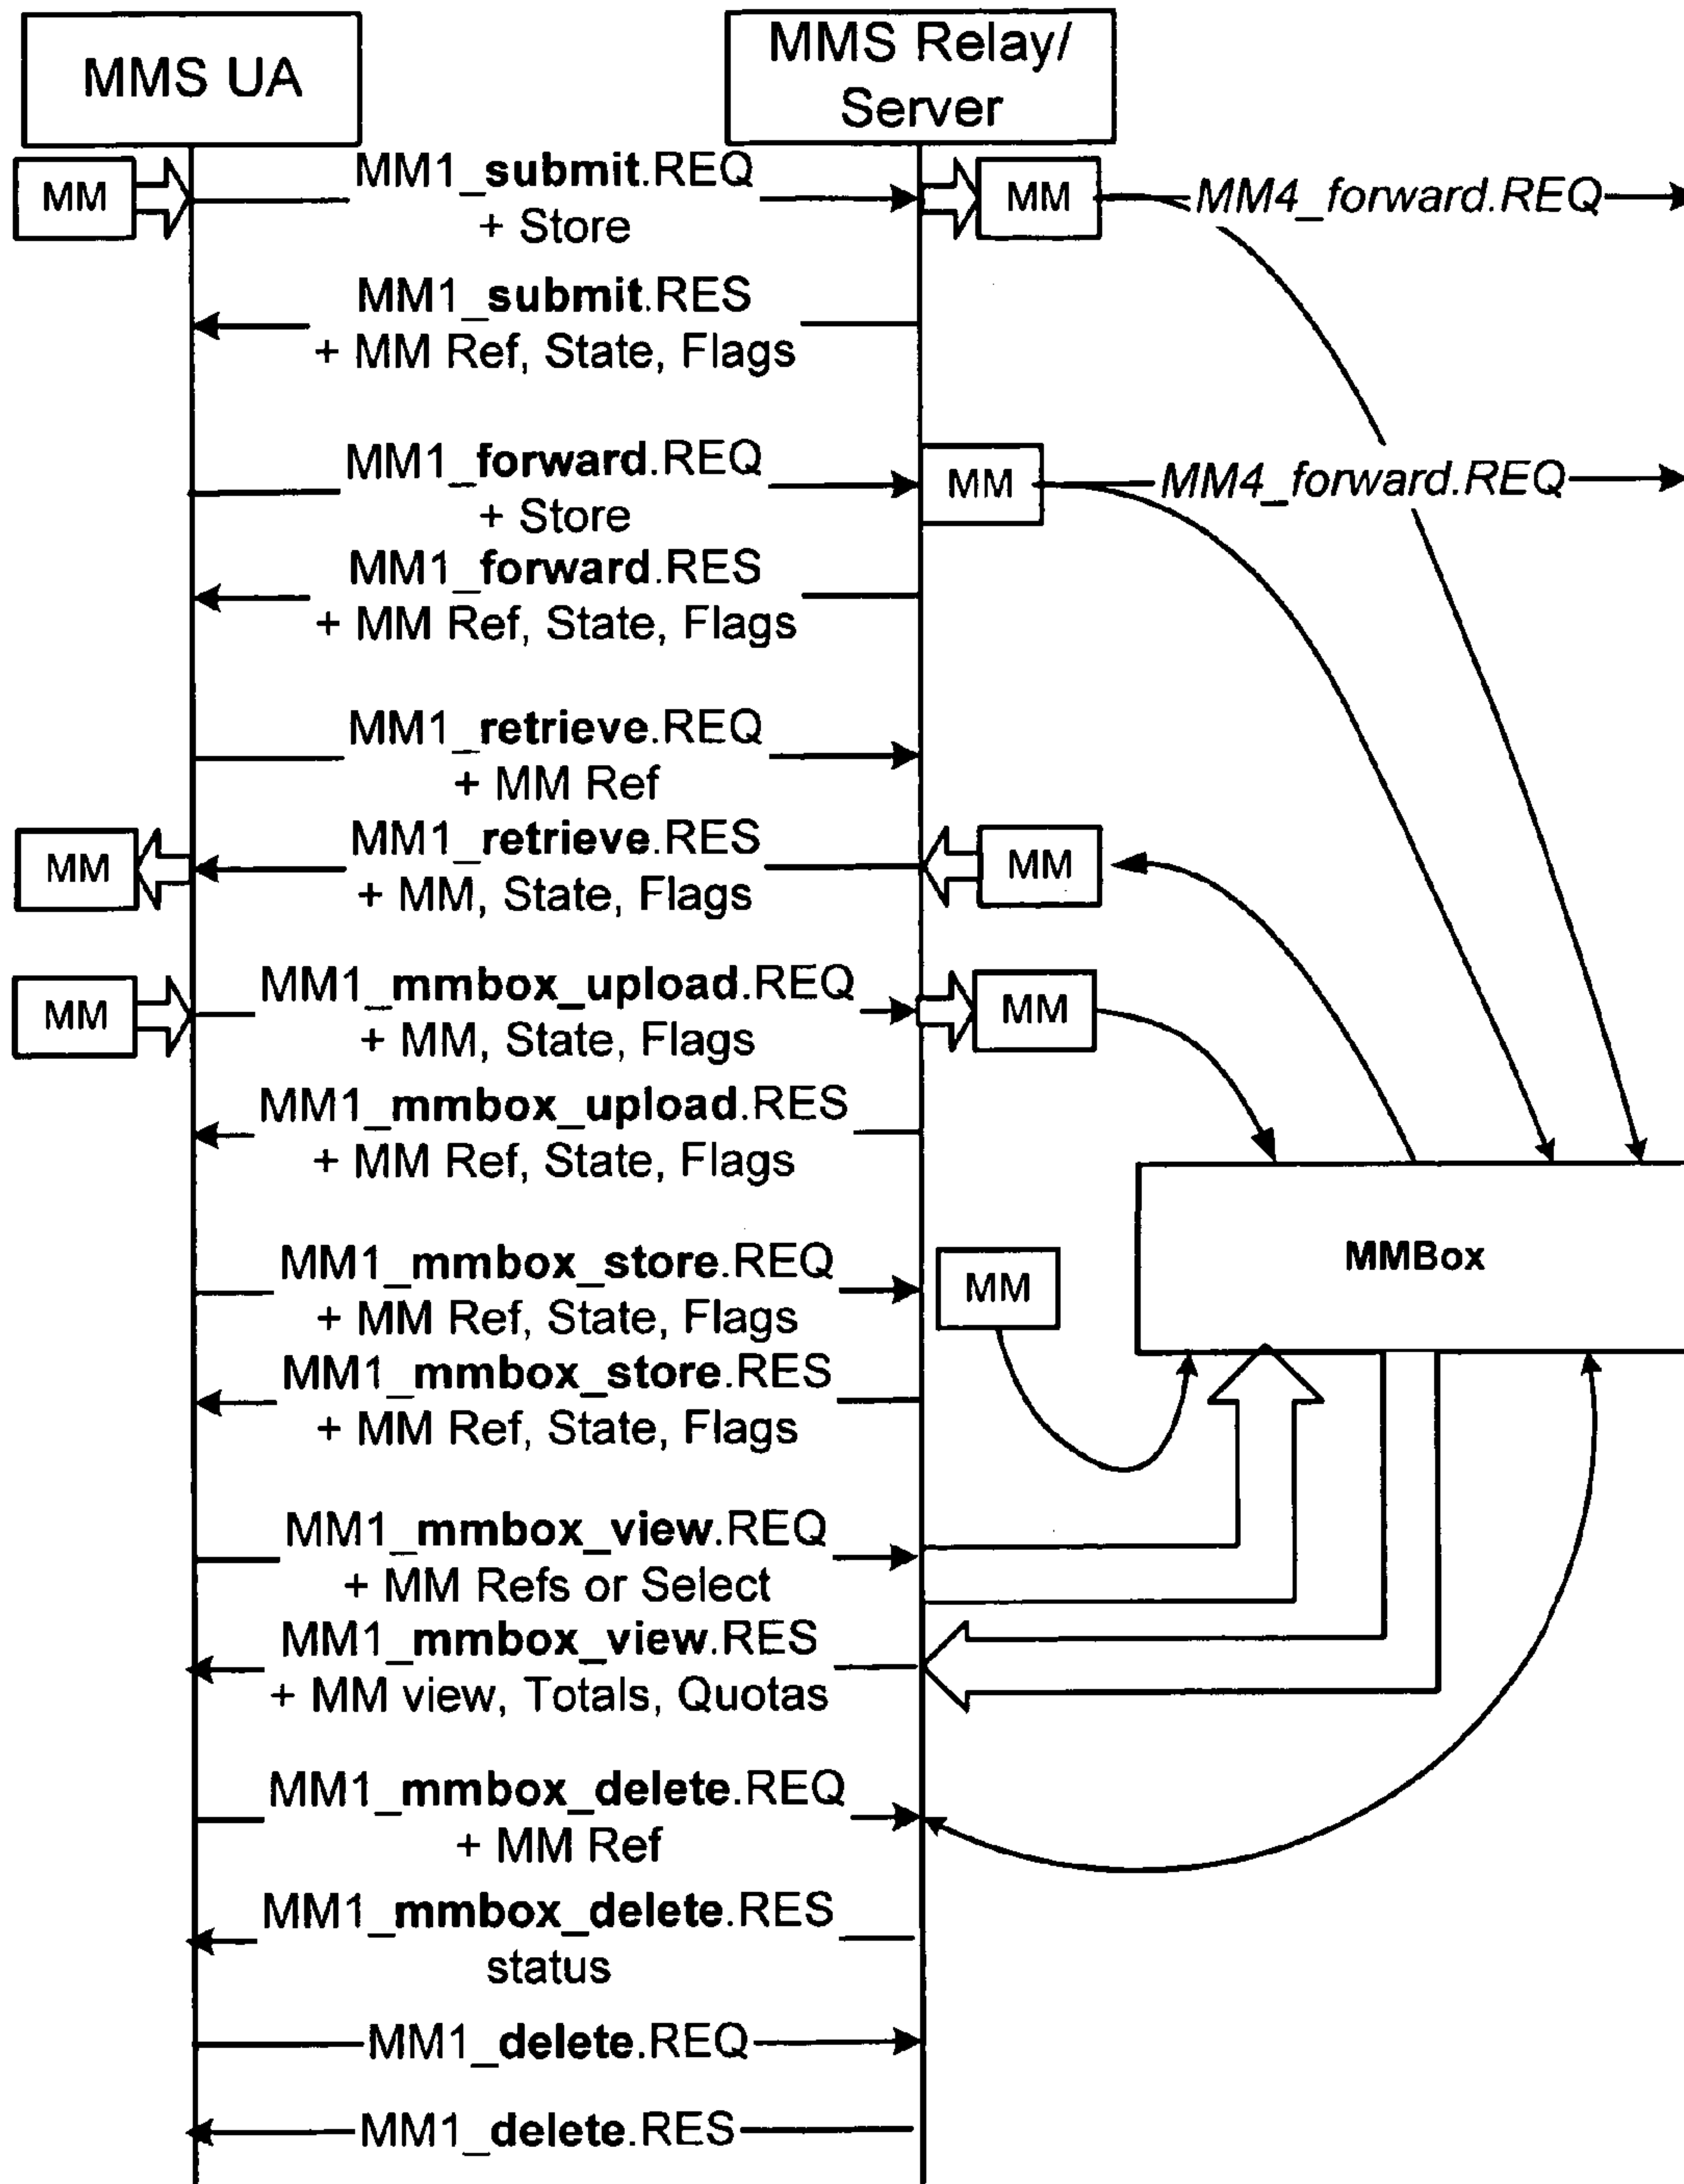 MMS UA
MMS Relay/
Server
MM
MM1_submit.REQ
+ Store
MM
MM4_forward.REQ
MM1_submit.RES
+ MM Ref, State, Flags
MM1_forward.REQ
+ Store
MM
MM4_forward.REQ
MM1_forward.RES
+ MM Ref, State, Flags
MM1_retrieve.REQ
+ MM Ref
MM
MM1_retrieve.RES
+ MM, State, Flags
MM
MM
MM1_mmbox_upload.REQ
+ MM, State, Flags
MM
MM1_mmbox_upload.RES
+ MM Ref, State, Flags
MMBox
MM1_mmbox_store.REQ
+ MM Ref, State, Flags
MM
MM1_mmbox_store.RES
+ MM Ref, State, Flags
MM1_mmbox_view.REQ
+ MM Refs or Select
MM1_mmbox_view.RES
+ MM view, Totals, Quotas
MM1_mmbox_delete.REQ
+ MM Ref
MM1_mmbox_delete.RES
status
MM1_delete.REQ
MM1_delete.RES